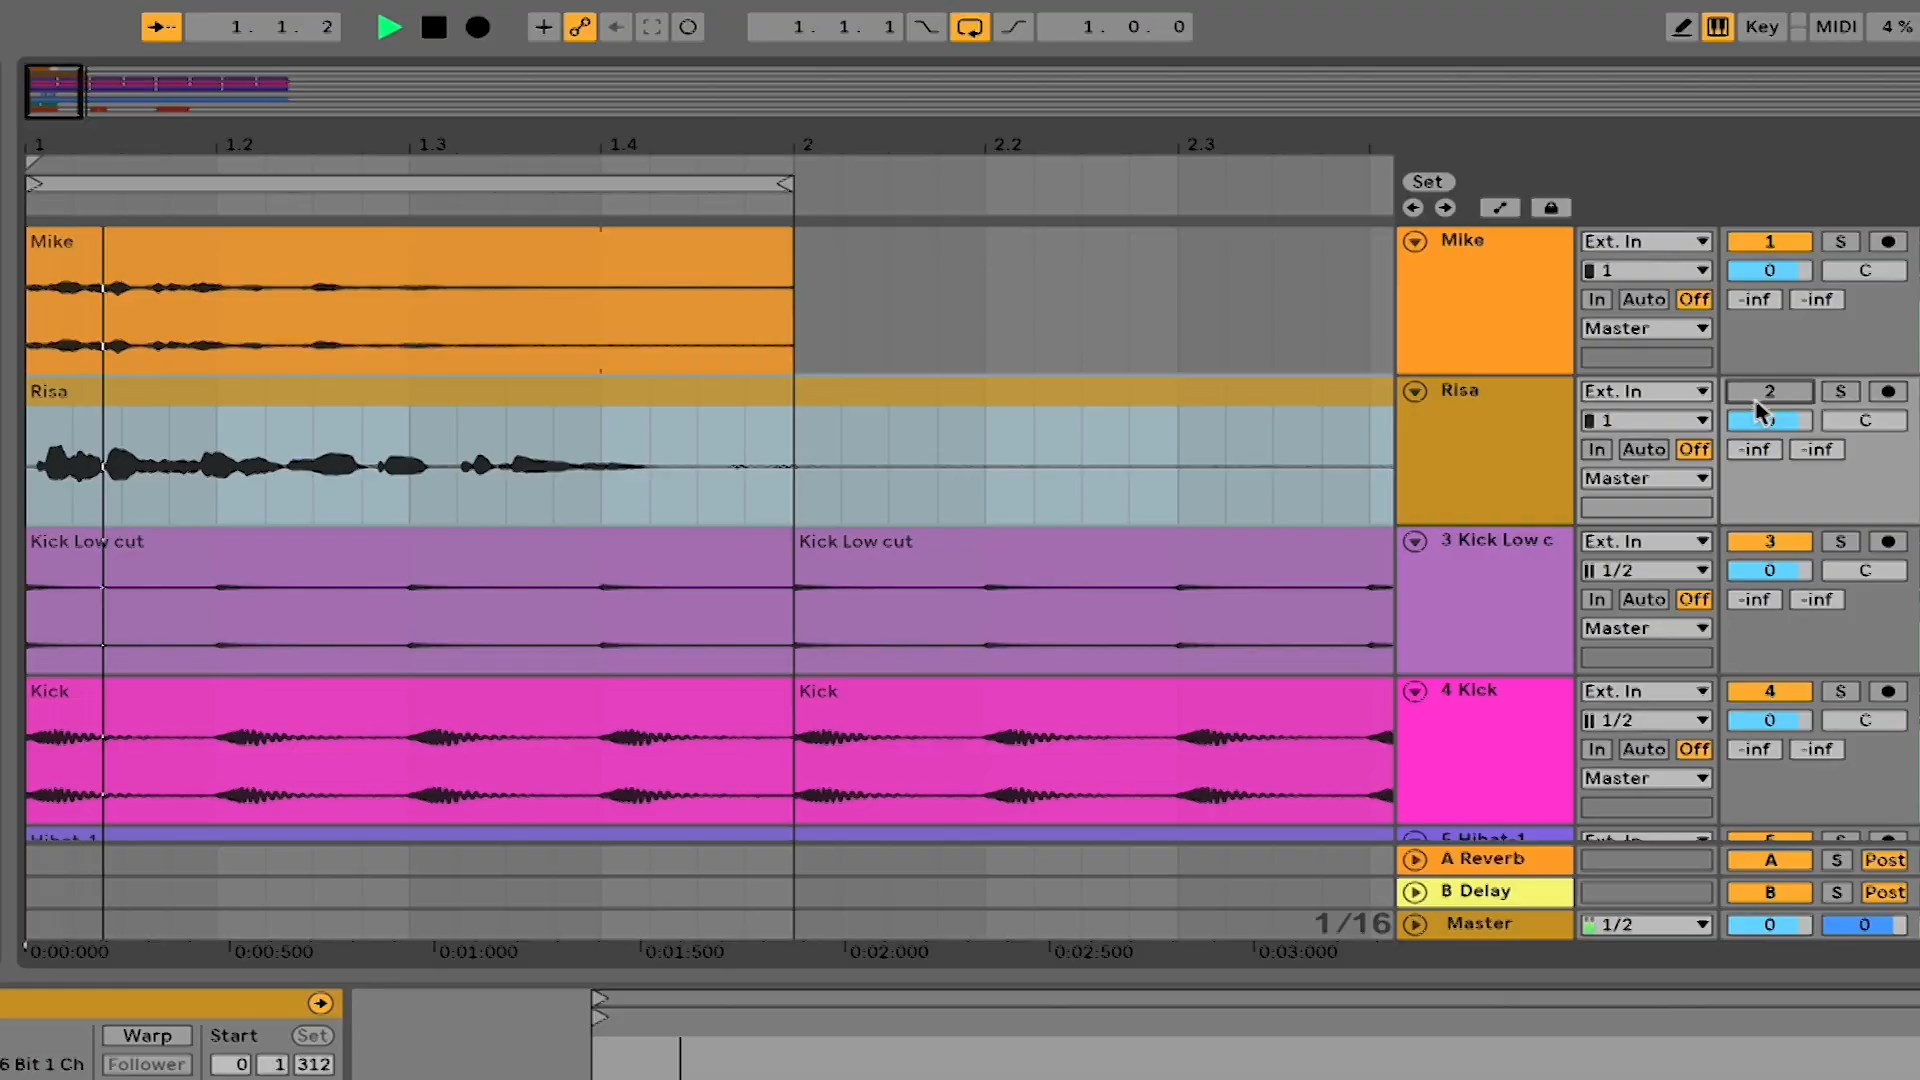 1. 1. 2
1. 1. 1
1. 0. 0
Key
MIDI
4 %
1
1.2
1.3
1.4
2
2.2
2.3
Set
Mike
Mike
Ext. In
1
S
1
0
C
In
Auto
Off
-inf
-inf
Master
Risa
Risa
Ext. In
2
S
1
C
In
Auto
Off
-inf
-inf
Master
Kick Low cut
Kick Low cut
3 Kick Low c
Ext. In
3
S
1/2
0
C
In
Auto
Off
-inf
-inf
Master
Kick
Kick
4 Kick
Ext. In
4
S
1/2
0
C
In
Auto
Off
-inf
-inf
Master
A Reverb
A
S
Post
B Delay
B
S
Post
1/16
Master
1/2
0
0
0:00:000
0:00:500
0:01:000
0:01:500
0:02:000
0:02:500
0:03:000
Warp
Start
Set
6 Bit 1 Ch
Follower
0
1
312